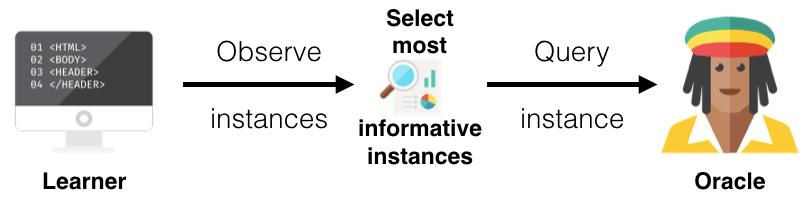 01 <HTML>
02 <BODY>
03 <HEADER>
04 </HEADER>
Learner
Observe
instances
Select
most
informative
instances
Query
instance
Oracle